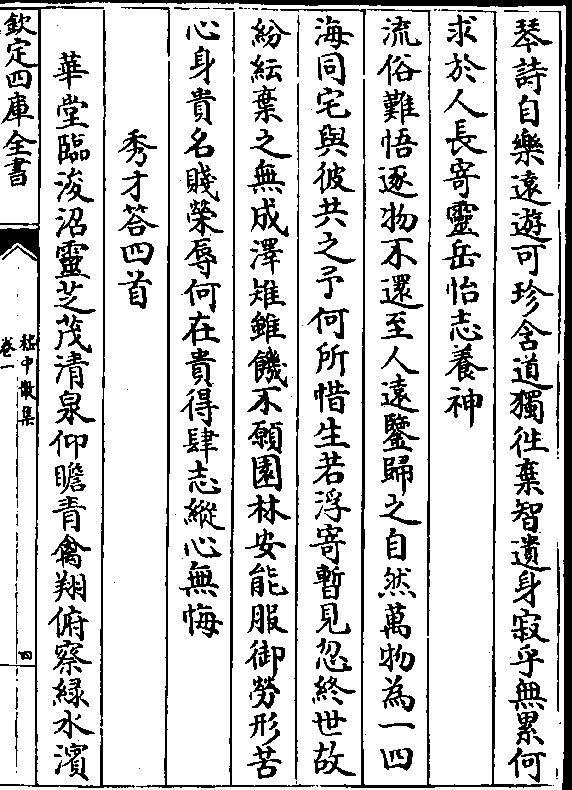 琴詩自樂遠遊可珍含道獨往棄智遺身寂乎無累何
求於人長寄靈岳怡志養神
流俗難悟逐物不還至人遠鑒歸之自然萬物為一四
海同宅與彼共之予何所惜生若浮寄暫見忽終世故
紛紜棄之無成澤雉雖饑不願園林安能服御勞形苦
心身貴名賤榮辱何在貴得肆志縱心無悔
秀才答四首
華堂臨浚沼靈芝茂清泉仰瞻青禽翔俯察綠水濱
欽定四庫全書
嵇中散集
卷一
四